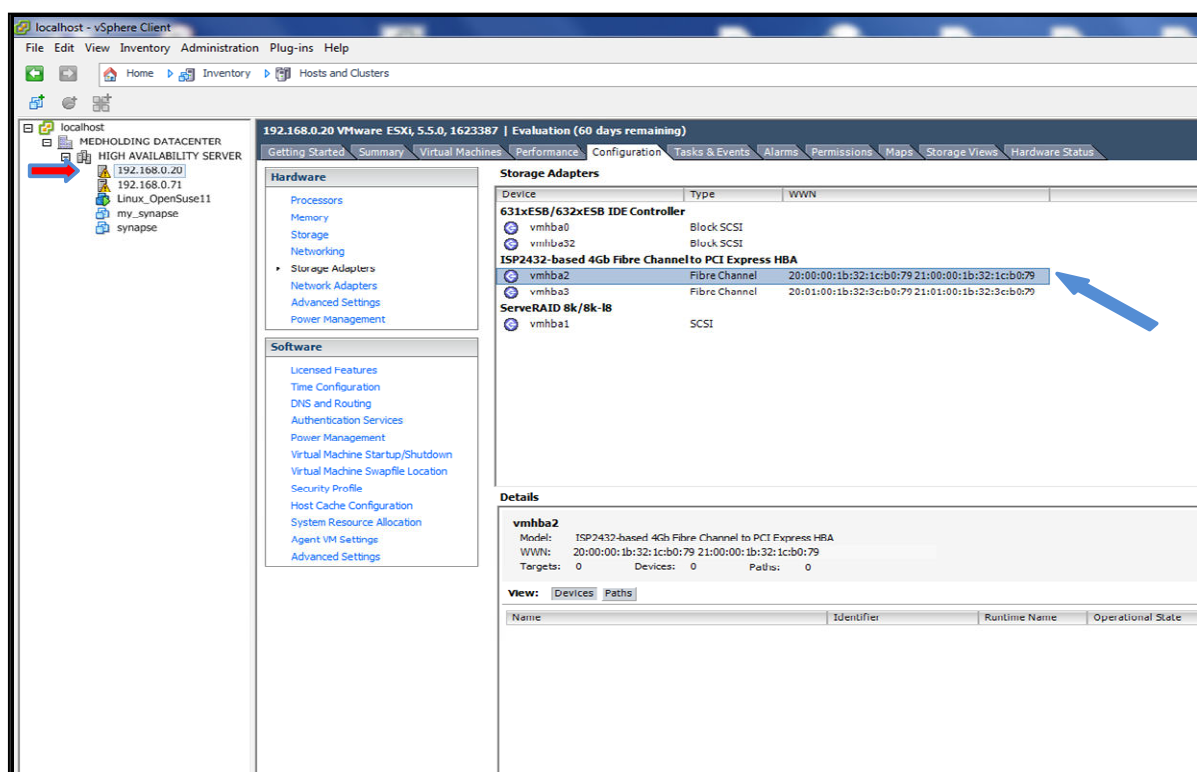 localhost - vSphere Client
File Edit View Inventory Administration Plug-ins Help
Home Inventory Hosts and Clusters
localhost
MEDHOLDING DATACENTER
HIGH AVAILABILITY SERVER
192.168.0.20
192.168.0.71
Linux_OpenSuse11
my_synapse
synapse
192.168.0.20 VMware ESXi, 5.5.0, 1623387 | Evaluation (60 days remaining)
Getting Started Summary Virtual Machines Performance Configuration Tasks & Events Alarms Permissions Maps Storage Views Hardware Status
Hardware
Processors
Memory
Storage
Networking
Storage Adapters
Network Adapters
Advanced Settings
Power Management
Software
Licensed Features
Time Configuration
DNS and Routing
Authentication Services
Power Management
Virtual Machine Startup/Shutdown
Virtual Machine Swapfile Location
Security Profile
Host Cache Configuration
System Resource Allocation
Agent VM Settings
Advanced Settings
Storage Adapters
Device Type WWN
631xESB/632xESB IDE Controller
vmhba0 Block SCSI
vmhba32 Block SCSI
ISP2432-based 4Gb Fibre Channel to PCI Express HBA
vmhba2 Fibre Channel 20:00:00:1b:32:1c:b0:79 21:00:00:1b:32:1c:b0:79
vmhba3 Fibre Channel 20:01:00:1b:32:3c:b0:79 21:01:00:1b:32:3c:b0:79
ServeRAID 8k/8k-l8
vmhba1 SCSI
Details
vmhba2
Model: ISP2432-based 4Gb Fibre Channel to PCI Express HBA
WWN: 20:00:00:1b:32:1c:b0:79 21:00:00:1b:32:1c:b0:79
Targets: 0 Devices: 0 Paths: 0
View: Devices Paths
Name Identifier Runtime Name Operational State